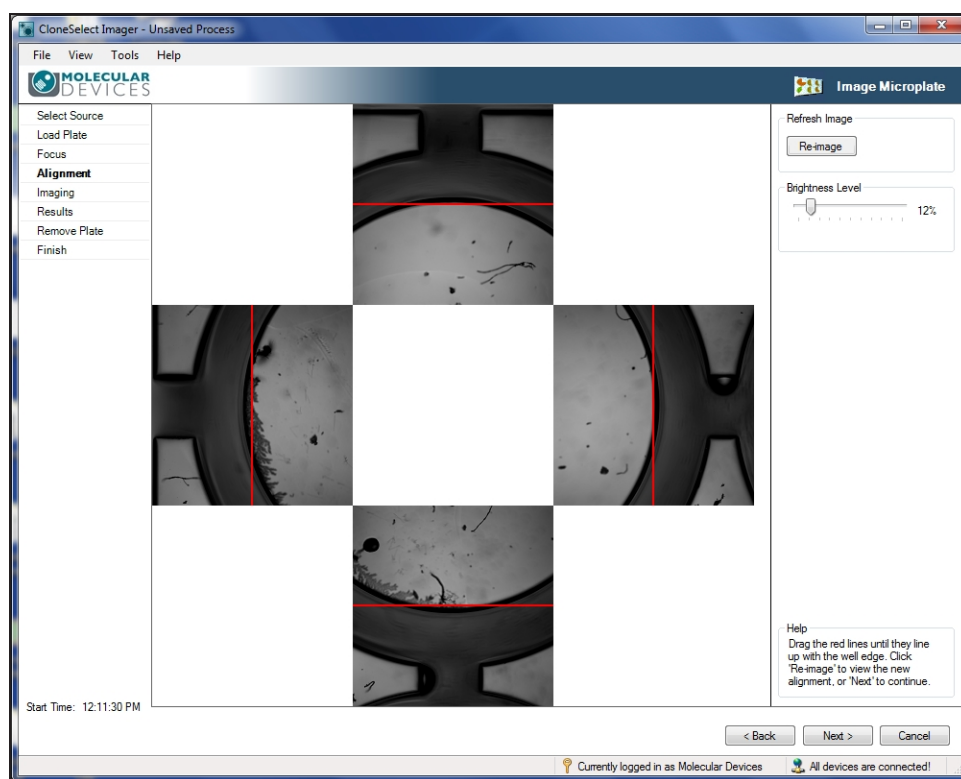 CloneSelect Imager - Unsaved Process
File View Tools Help
MOLECULAR
DEVICES
Image Microplate
Select Source
Load Plate
Focus
Alignment
Imaging
Results
Remove Plate
Finish
Refresh Image
Re-image
Brightness Level
12%
Help
Drag the red lines until they line
up with the well edge. Click
'Re-image' to view the new
alignment, or 'Next' to continue.
Start Time: 12:11:30 PM
< Back Next > Cancel
Currently logged in as Molecular Devices All devices are connected!